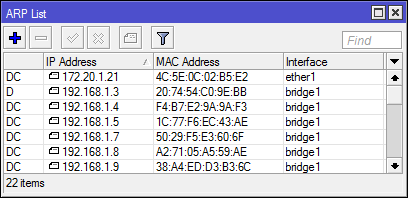 ARP List
Find
IP Address MAC Address Interface
DC 172.20.1.21 4C:5E:0C:02:B5:E2 ether1
D 192.168.1.3 20:74:54:C0:9E:BB bridge1
DC 192.168.1.4 F4:B7:E2:9A:9A:F3 bridge1
DC 192.168.1.5 1C:77:F6:EC:43:AE bridge1
DC 192.168.1.7 50:29:F5:E3:60:6F bridge1
DC 192.168.1.8 A2:71:05:A5:59:AE bridge1
DC 192.168.1.9 38:A4:ED:D3:B3:6C bridge1
22 items